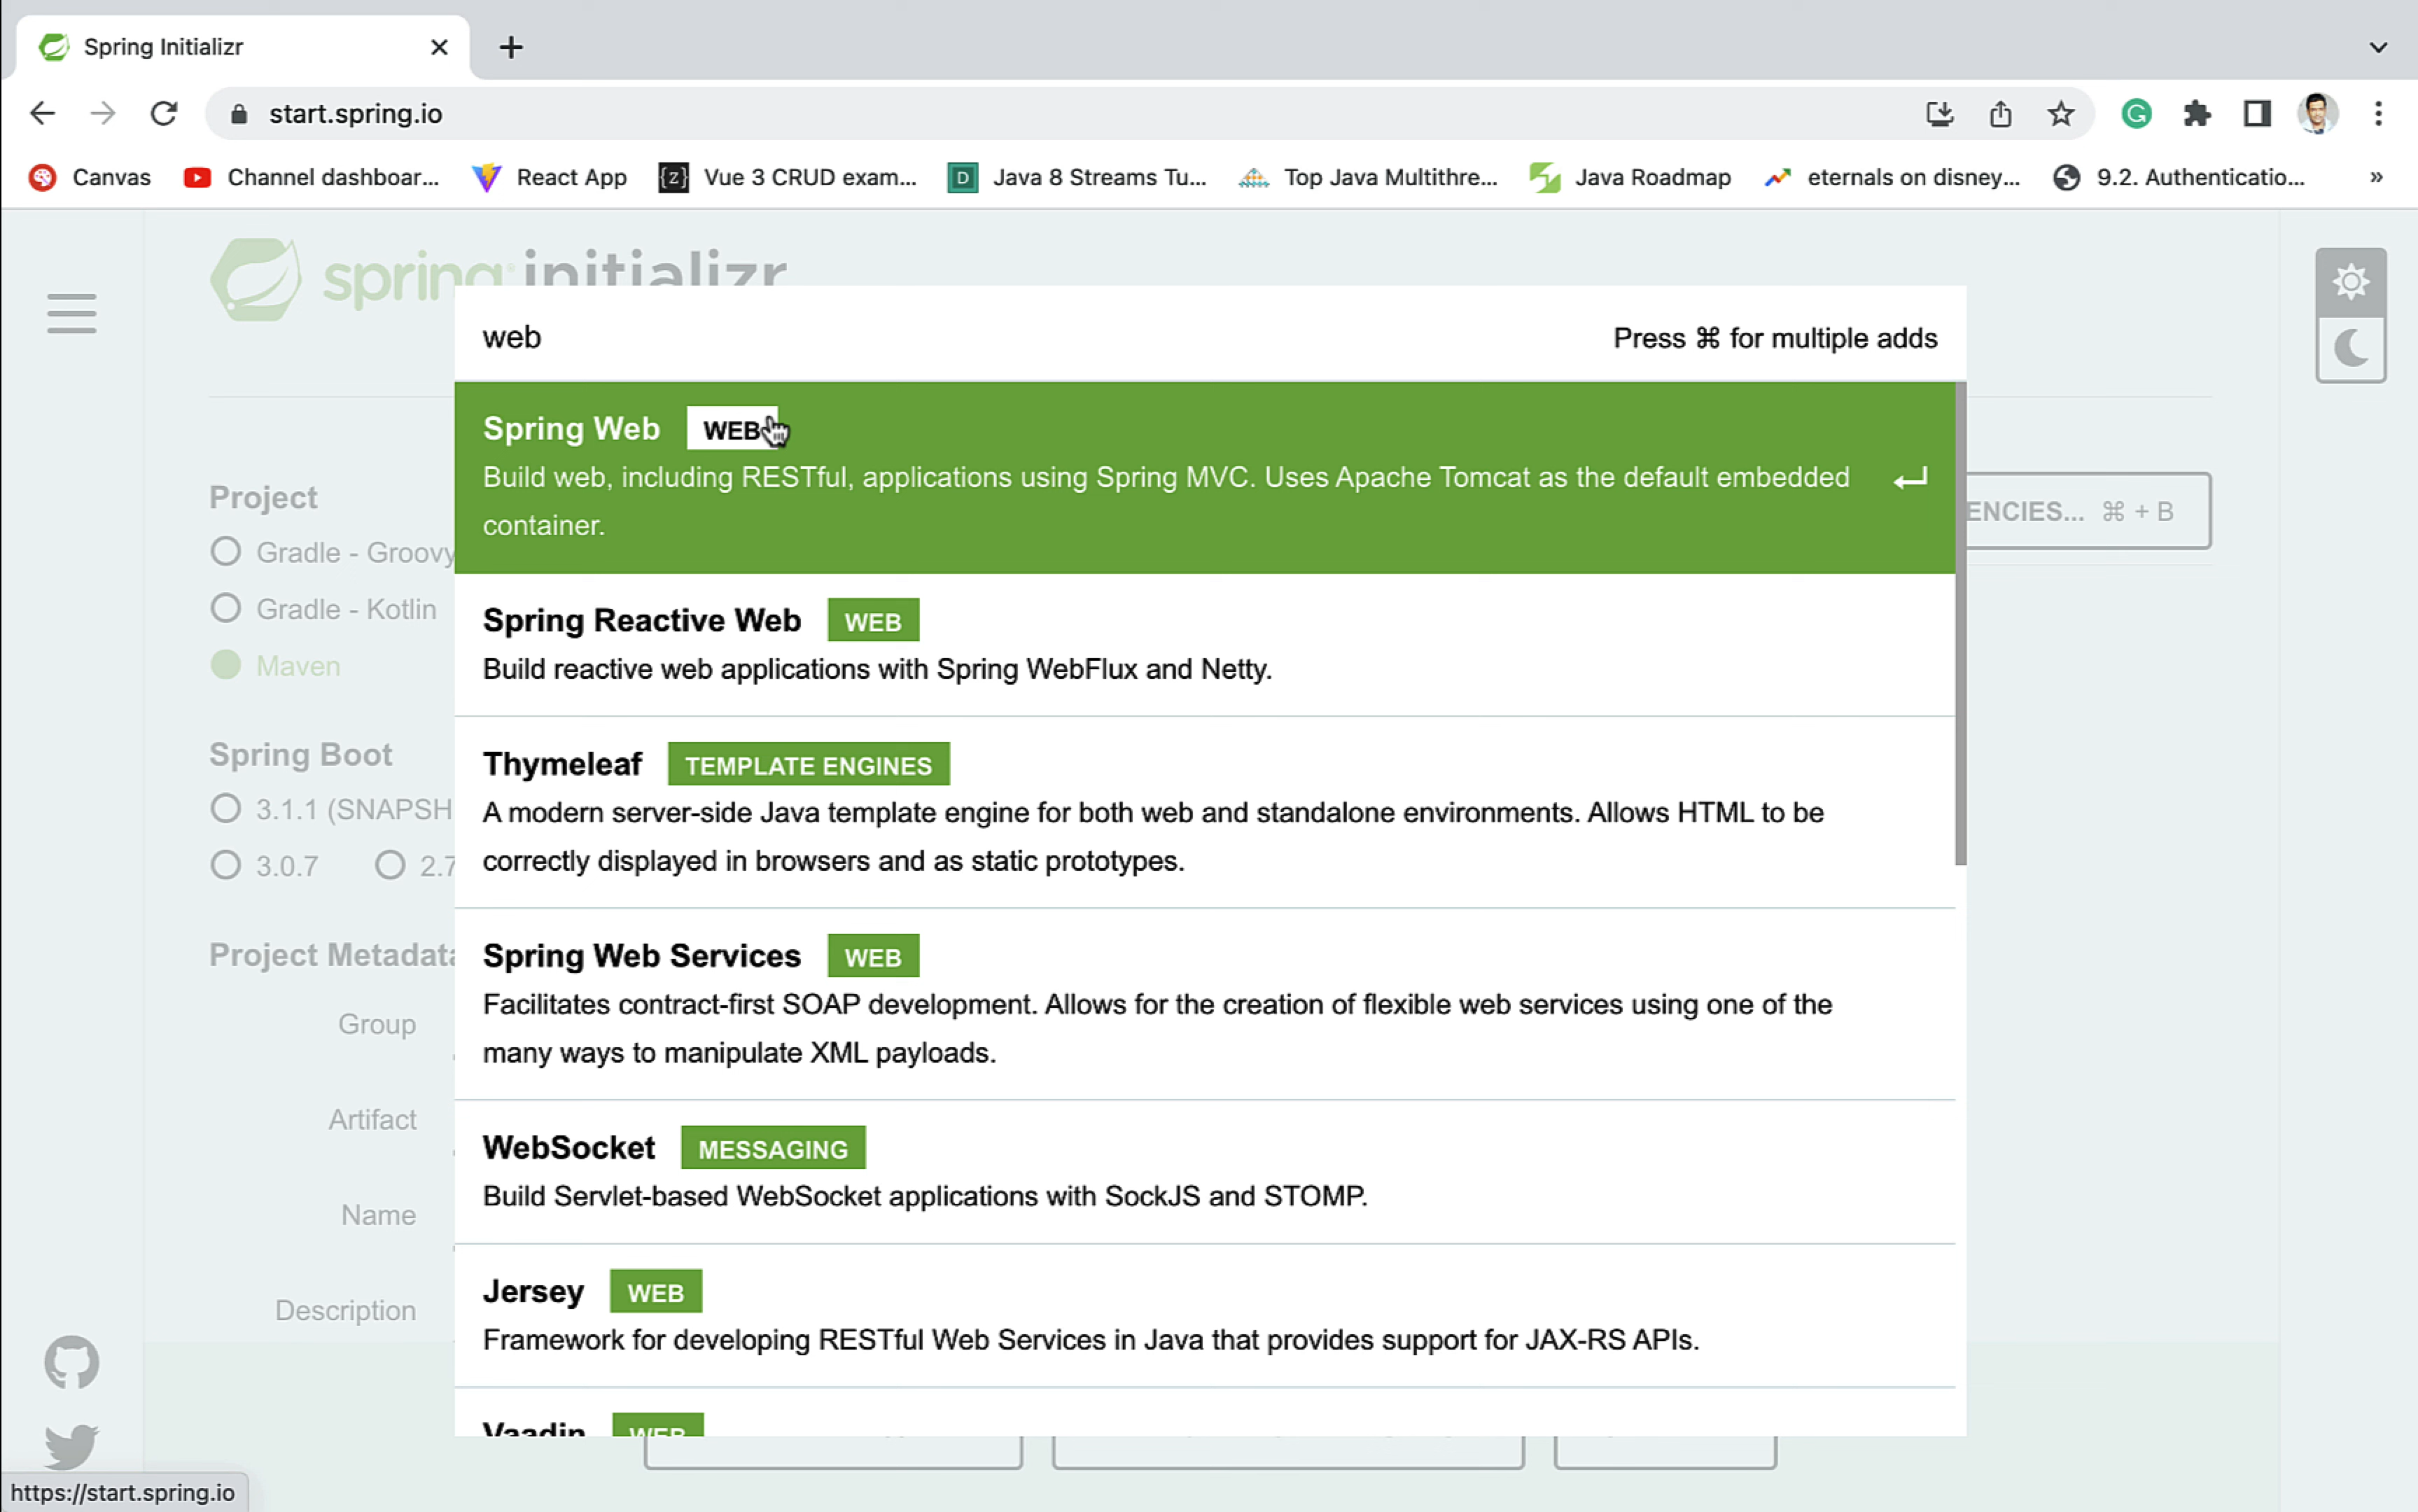 Spring Initializr
start.spring.io
Canvas
Channel dashboar...
React App
Vue 3 CRUD exam...
Java 8 Streams Tu...
Top Java Multithre...
Java Roadmap
eternals on disney...
9.2. Authenticatio...
spring initializr
web
Press ⌘ for multiple adds
Spring Web WEB
Build web, including RESTful, applications using Spring MVC. Uses Apache Tomcat as the default embedded
container.
ENCIES... ⌘ + B
Project
Gradle - Groovy
Gradle - Kotlin
Maven
Spring Reactive Web WEB
Build reactive web applications with Spring WebFlux and Netty.
Spring Boot
3.1.1 (SNAPSH
3.0.7 2.7
Thymeleaf TEMPLATE ENGINES
A modern server-side Java template engine for both web and standalone environments. Allows HTML to be
correctly displayed in browsers and as static prototypes.
Project Metadata
Group
Artifact
Name
Description
Spring Web Services WEB
Facilitates contract-first SOAP development. Allows for the creation of flexible web services using one of the
many ways to manipulate XML payloads.
WebSocket MESSAGING
Build Servlet-based WebSocket applications with SockJS and STOMP.
Jersey WEB
Framework for developing RESTful Web Services in Java that provides support for JAX-RS APIs.
Vaadin WEB
https://start.spring.io